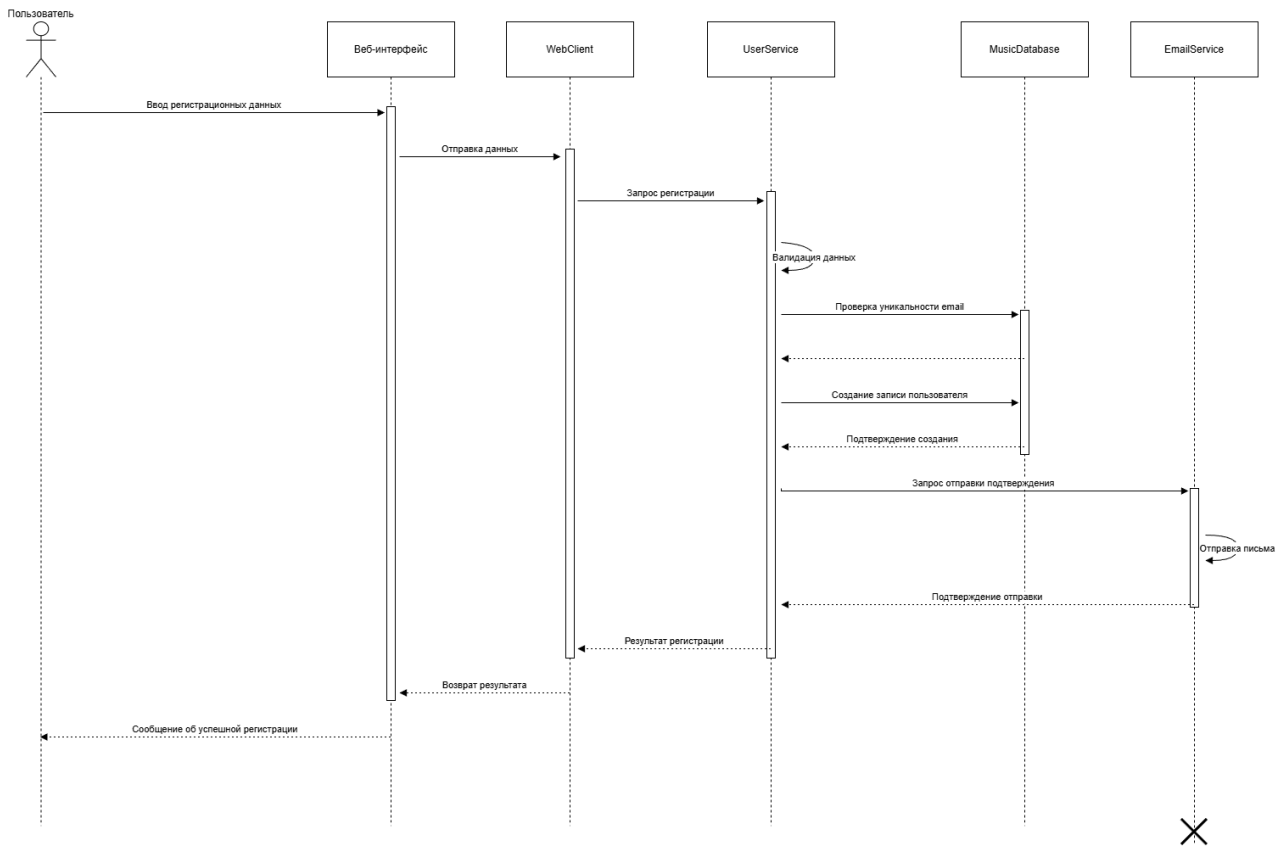 Пользователь
Веб-интерфейс
WebClient
UserService
MusicDatabase
EmailService
Ввод регистрационных данных
Отправка данных
Запрос регистрации
Валидация данных
Проверка уникальности email
Создание записи пользователя
Подтверждение создания
Запрос отправки подтверждения
Отправка письма
Подтверждение отправки
Результат регистрации
Возврат результата
Сообщение об успешной регистрации